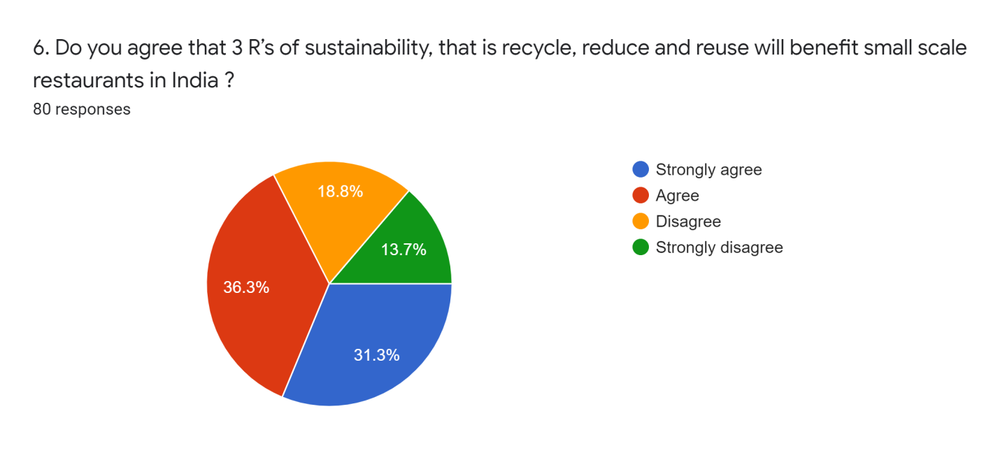 6. Do you agree that 3 R’s of sustainability, that is recycle, reduce and reuse will benefit small scale
restaurants in India ?
80 responses
18.8%
13.7%
36.3%
31.3%
Strongly agree
Agree
Disagree
Strongly disagree